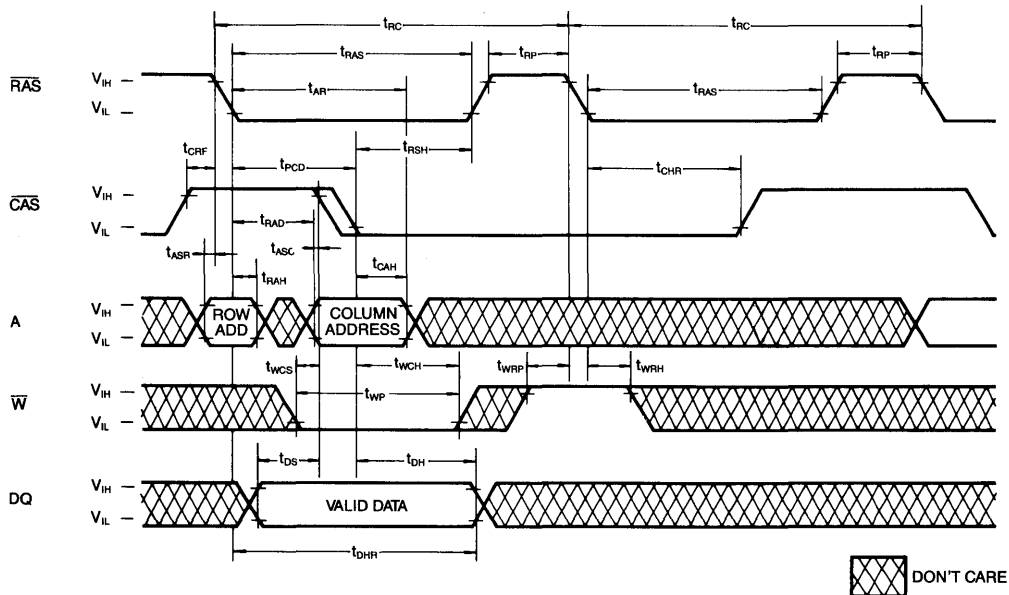 tRC tRC
tRAS tRP tRP
RAS VIH tAR tRAS
VIL
tCRF tPCD tRSH tCHR
CAS VIH
VIL tRAD
tASR tASC
tRAH tCAH
A VIH ROW ADD COLUMN ADDRESS
VIL
tWCS tWCH tWRP tWRH
W VIH tWP
VIL
tDS tDH
DQ VIH
VALID DATA
VIL
tDHR
DON'T CARE